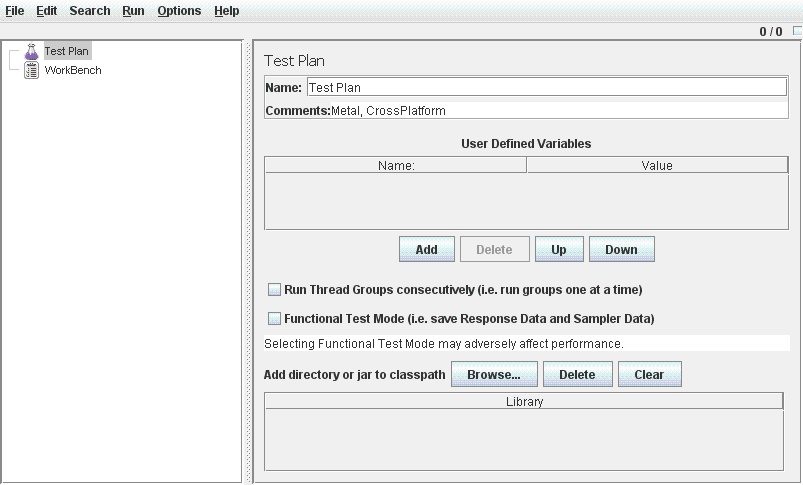 File Edit Search Run Options Help
0 / 0
Test Plan
WorkBench
Test Plan
Name: Test Plan
Comments:Metal, CrossPlatform
User Defined Variables
Name: Value
Add Delete Up Down
Run Thread Groups consecutively (i.e. run groups one at a time)
Functional Test Mode (i.e. save Response Data and Sampler Data)
Selecting Functional Test Mode may adversely affect performance.
Add directory or jar to classpath Browse... Delete Clear
Library